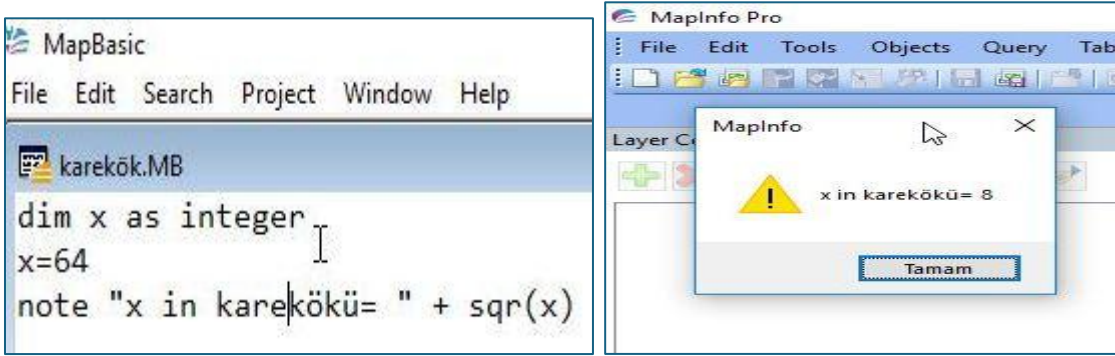 MapBasic
File Edit Search Project Window Help
karekök.MB
dim x as integer
x=64
note "x in karekökü= " + sqr(x)
MapInfo Pro
File Edit Tools Objects Query Tab
MapInfo
Layer Co
x in karekökü= 8
Tamam